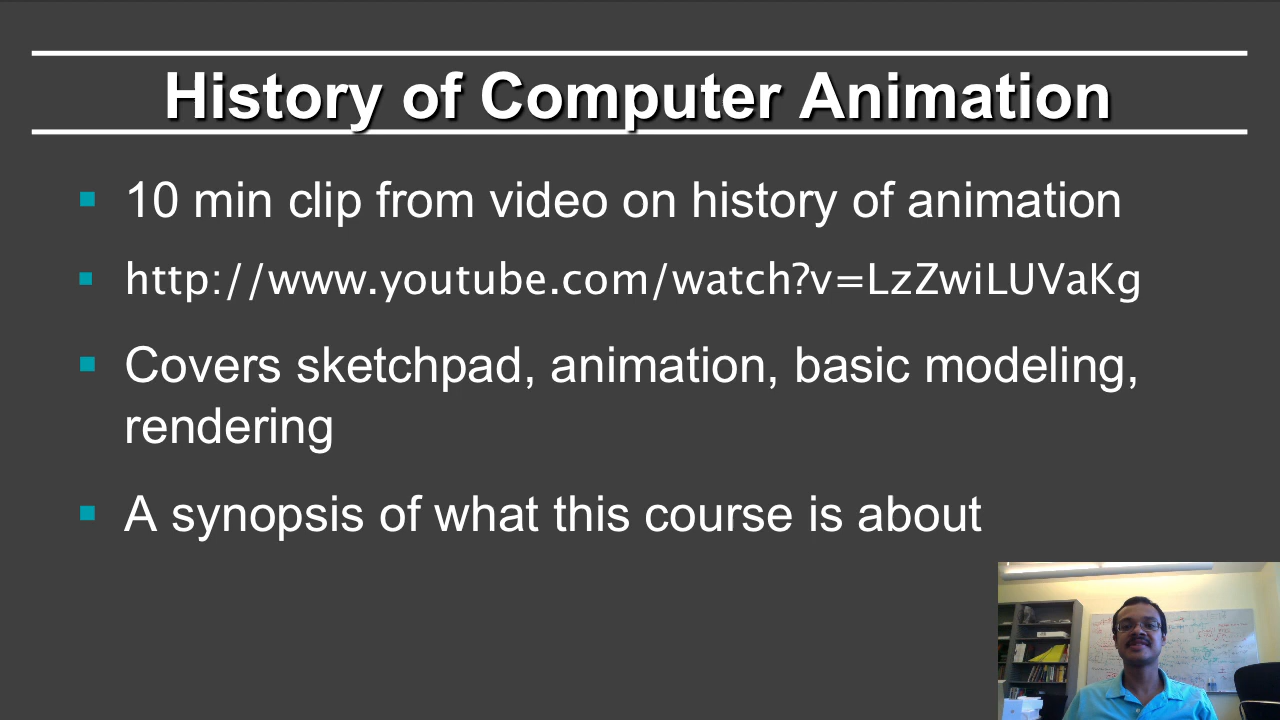 History of Computer Animation
10 min clip from video on history of animation
http://www.youtube.com/watch?v=LzZwiLUVaKg
Covers sketchpad, animation, basic modeling,
rendering
A synopsis of what this course is about